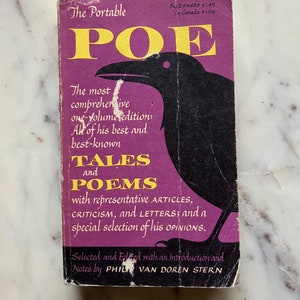 The Portable
POE
The most
comprehensive
one-volume edition:
All of his best and
best-known
TALES
and
POEMS
with representative ARTICLES,
CRITICISM, and LETTERS; and a
special selection of his OPINIONS.
Selected and Edited with an Introduction and
Notes by PHILIP VAN DOREN STERN